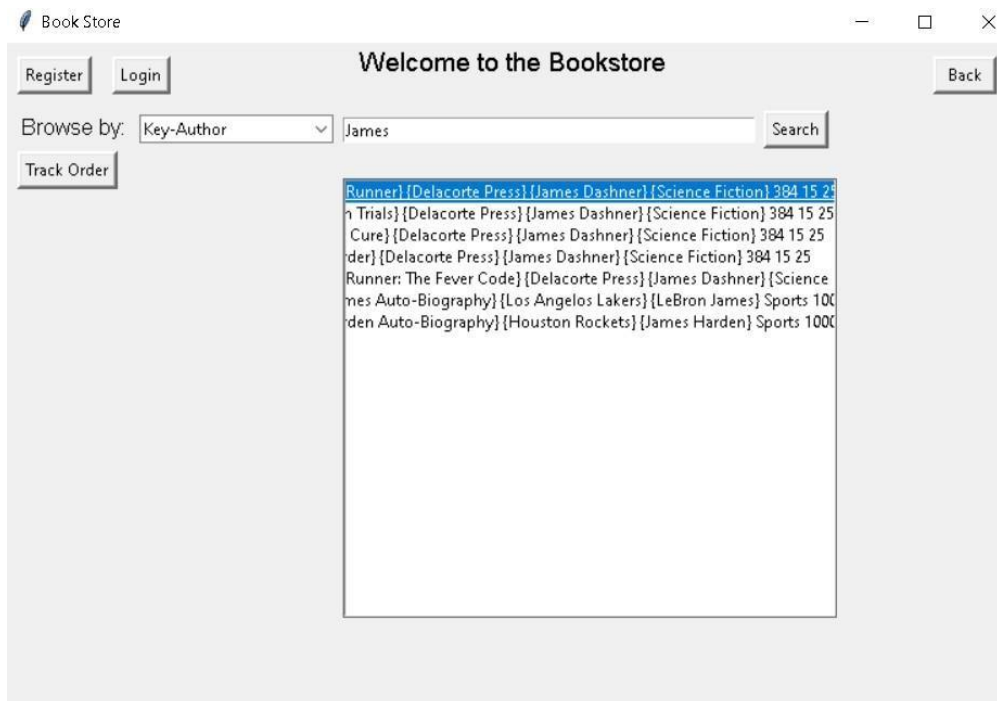 Book Store
Welcome to the Bookstore
Register Login Back
Browse by: Key-Author James Search
Track Order
Runner} {Delacorte Press} {James Dashner} {Science Fiction} 384 15 25
n Trials} {Delacorte Press} {James Dashner} {Science Fiction} 384 15 25
Cure} {Delacorte Press} {James Dashner} {Science Fiction} 384 15 25
rder} {Delacorte Press} {James Dashner} {Science Fiction} 384 15 25
Runner: The Fever Code} {Delacorte Press} {James Dashner} {Science
mes Auto-Biography} {Los Angelos Lakers} {LeBron James} Sports 100
rden Auto-Biography} {Houston Rockets} {James Harden} Sports 1000